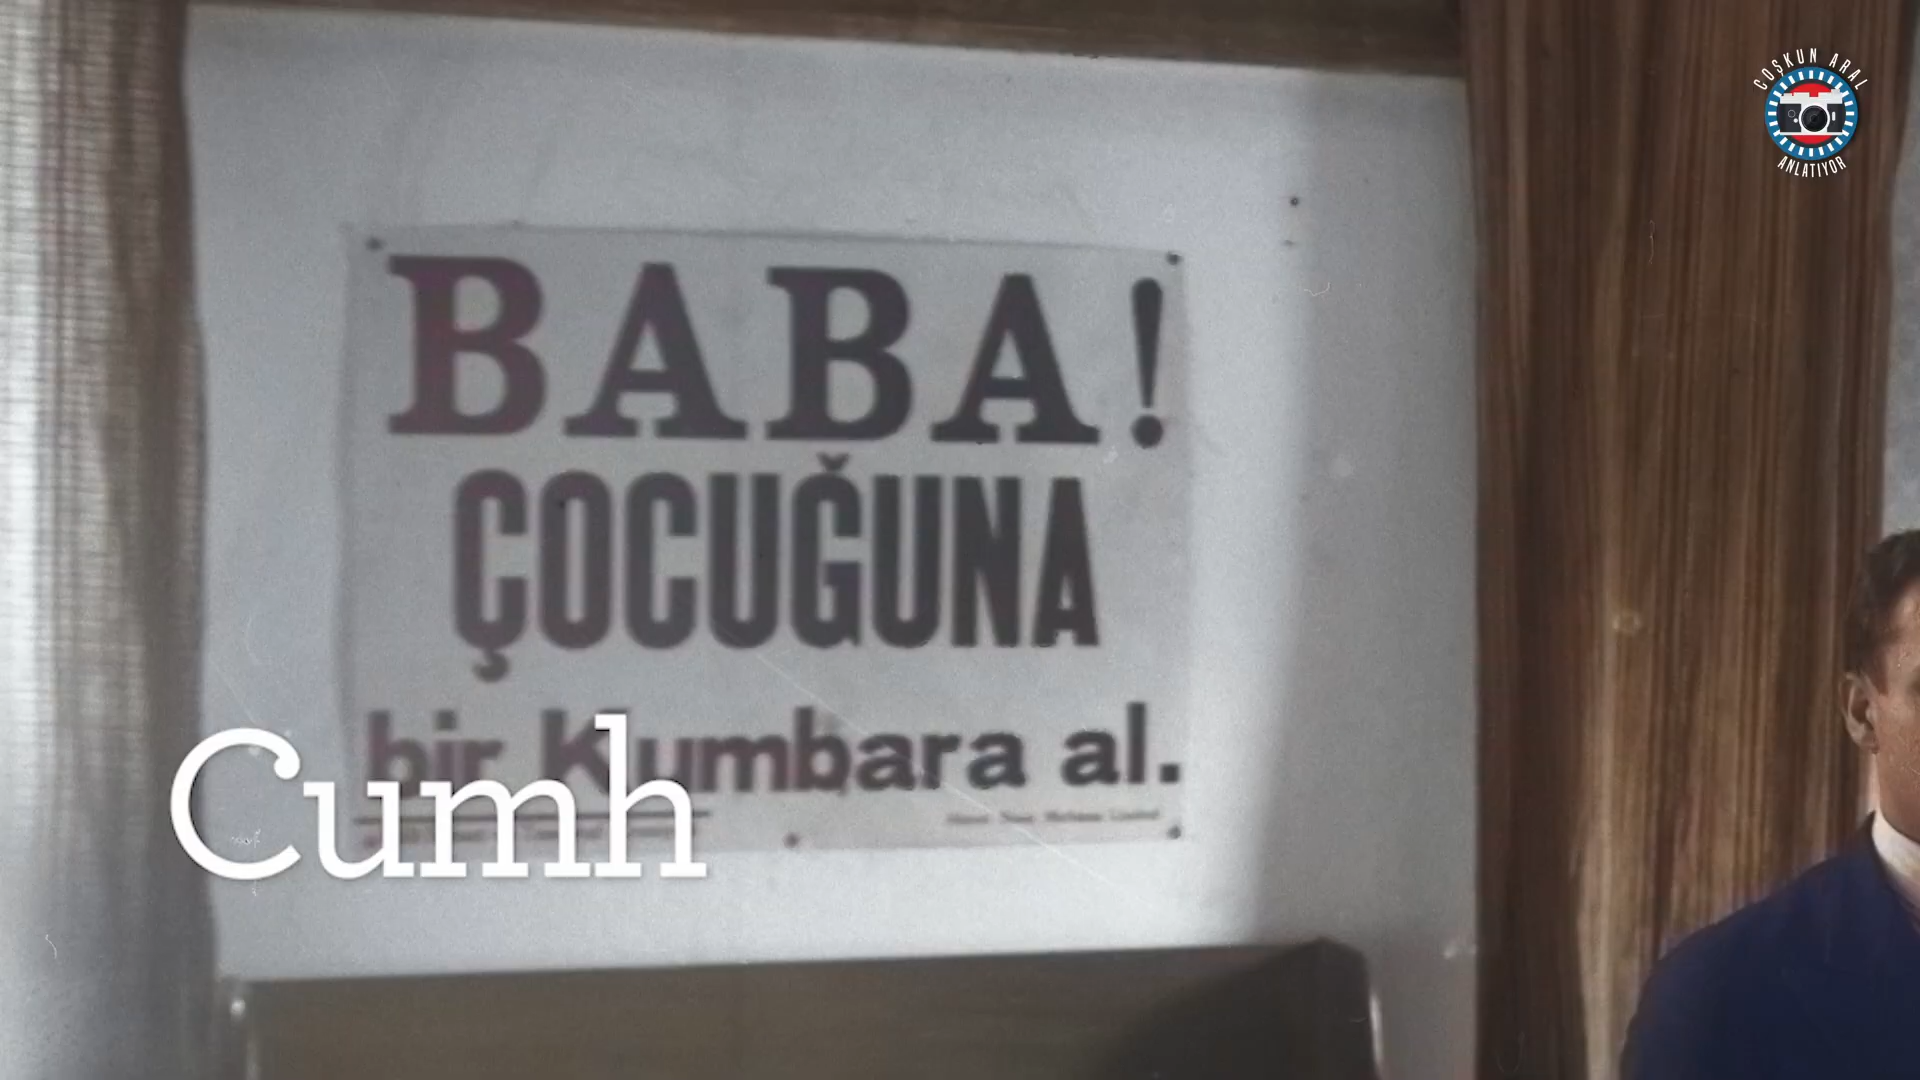 COŞKUN ARAL
ANLATIYOR
BABA!
ÇOCUĞUNA
bir Kumbara al.
Cumh